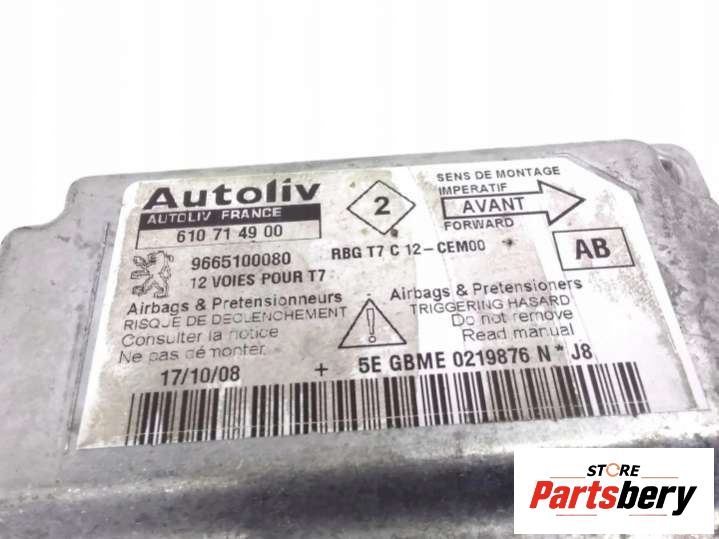 Autoliv
AUTOLIV FRANCE
610 71 49 00
2
SENS DE MONTAGE
IMPERATIF
AVANT
FORWARD
9665100080
12 VOIES POUR T7
RBG T7 C 12-CEM00
AB
Airbags & Pretensionneurs
RISQUE DE DECLENCHEMENT
Consulter la notice
Ne pas démonter
Airbags & Pretensioners
TRIGGERING HASARD
Do not remove
Read manual
17/10/08 + 5E GBME 0219876 N * J8
STORE
Partsbery